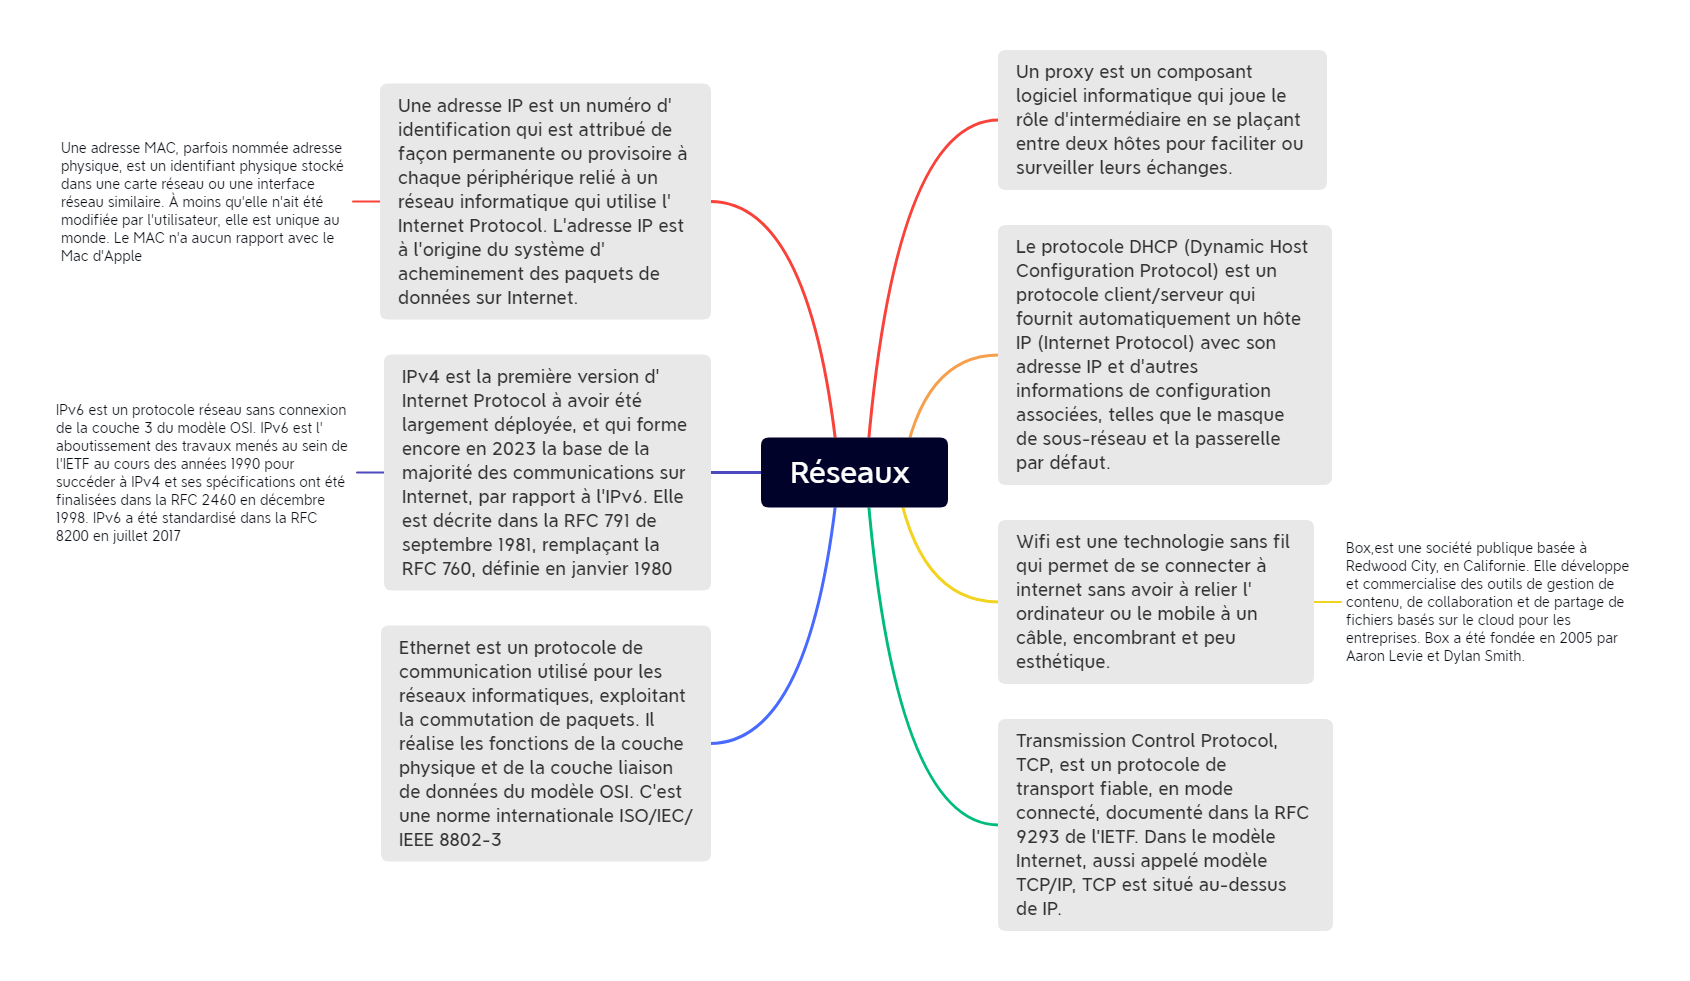 Une adresse MAC, parfois nommée adresse
physique, est un identifiant physique stocké
dans une carte réseau ou une interface
réseau similaire. À moins qu'elle n'ait été
modifiée par l'utilisateur, elle est unique au
monde. Le MAC n'a aucun rapport avec le
Mac d'Apple
Une adresse IP est un numéro d'
identification qui est attribué de
façon permanente ou provisoire à
chaque périphérique relié à un
réseau informatique qui utilise l'
Internet Protocol. L'adresse IP est
à l'origine du système d'
acheminement des paquets de
données sur Internet.
IPv6 est un protocole réseau sans connexion
de la couche 3 du modèle OSI. IPv6 est l'
aboutissement des travaux menés au sein de
l'IETF au cours des années 1990 pour
succéder à IPv4 et ses spécifications ont été
finalisées dans la RFC 2460 en décembre
1998. IPv6 a été standardisé dans la RFC
8200 en juillet 2017
IPv4 est la première version d'
Internet Protocol à avoir été
largement déployée, et qui forme
encore en 2023 la base de la
majorité des communications sur
Internet, par rapport à l'IPv6. Elle
est décrite dans la RFC 791 de
septembre 1981, remplaçant la
RFC 760, définie en janvier 1980
Ethernet est un protocole de
communication utilisé pour les
réseaux informatiques, exploitant
la commutation de paquets. Il
réalise les fonctions de la couche
physique et de la couche liaison
de données du modèle OSI. C'est
une norme internationale ISO/IEC/
IEEE 8802-3
Réseaux
Un proxy est un composant
logiciel informatique qui joue le
rôle d'intermédiaire en se plaçant
entre deux hôtes pour faciliter ou
surveiller leurs échanges.
Le protocole DHCP (Dynamic Host
Configuration Protocol) est un
protocole client/serveur qui
fournit automatiquement un hôte
IP (Internet Protocol) avec son
adresse IP et d'autres
informations de configuration
associées, telles que le masque
de sous-réseau et la passerelle
par défaut.
Wifi est une technologie sans fil
qui permet de se connecter à
internet sans avoir à relier l'
ordinateur ou le mobile à un
câble, encombrant et peu
esthétique.
Box,est une société publique basée à
Redwood City, en Californie. Elle développe
et commercialise des outils de gestion de
contenu, de collaboration et de partage de
fichiers basés sur le cloud pour les
entreprises. Box a été fondée en 2005 par
Aaron Levie et Dylan Smith.
Transmission Control Protocol,
TCP, est un protocole de
transport fiable, en mode
connecté, documenté dans la RFC
9293 de l'IETF. Dans le modèle
Internet, aussi appelé modèle
TCP/IP, TCP est situé au-dessus
de IP.